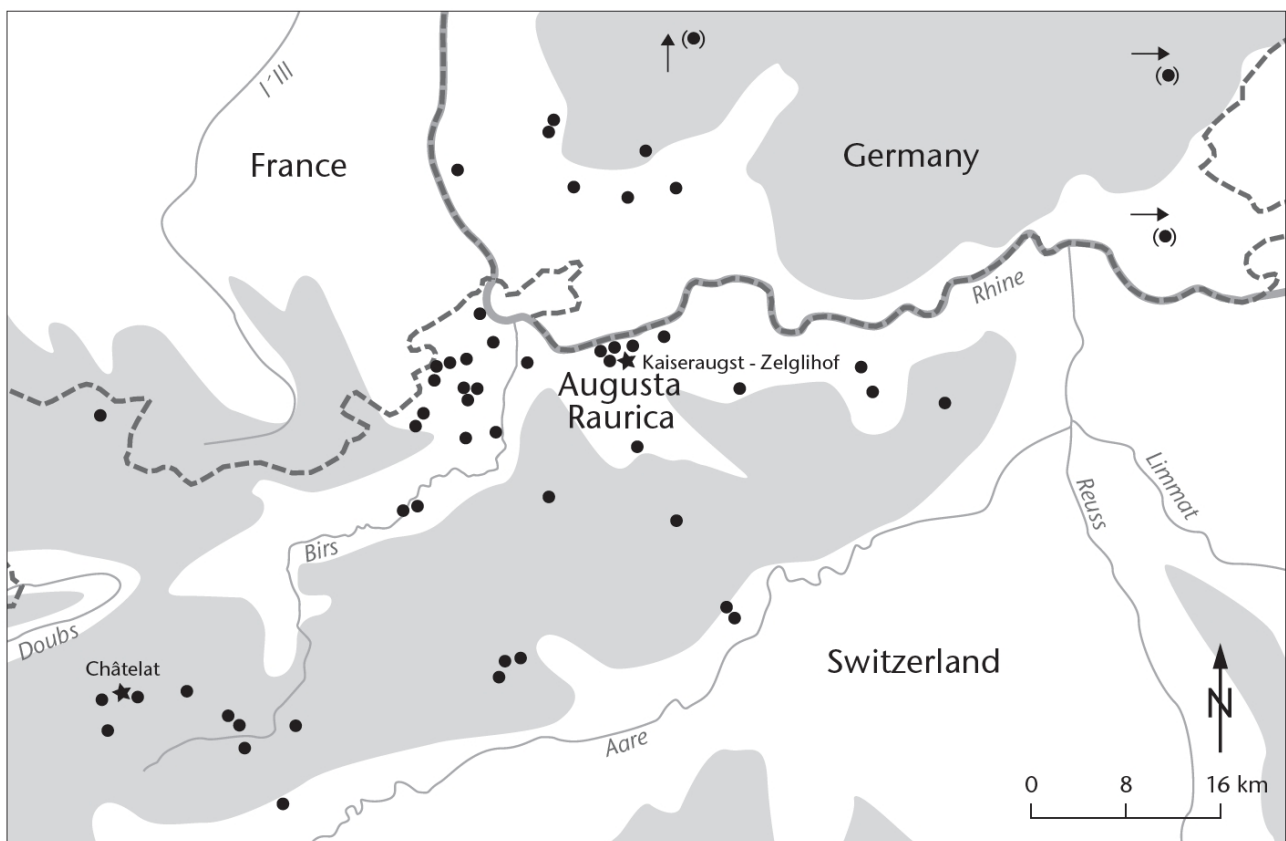 l´Ill
France
Germany
Rhine
Kaiseraugst - Zelglihof
Augusta
Raurica
Limmat
Reuss
Birs
Doubs
Châtelat
Switzerland
Aare
N
0 8 16 km